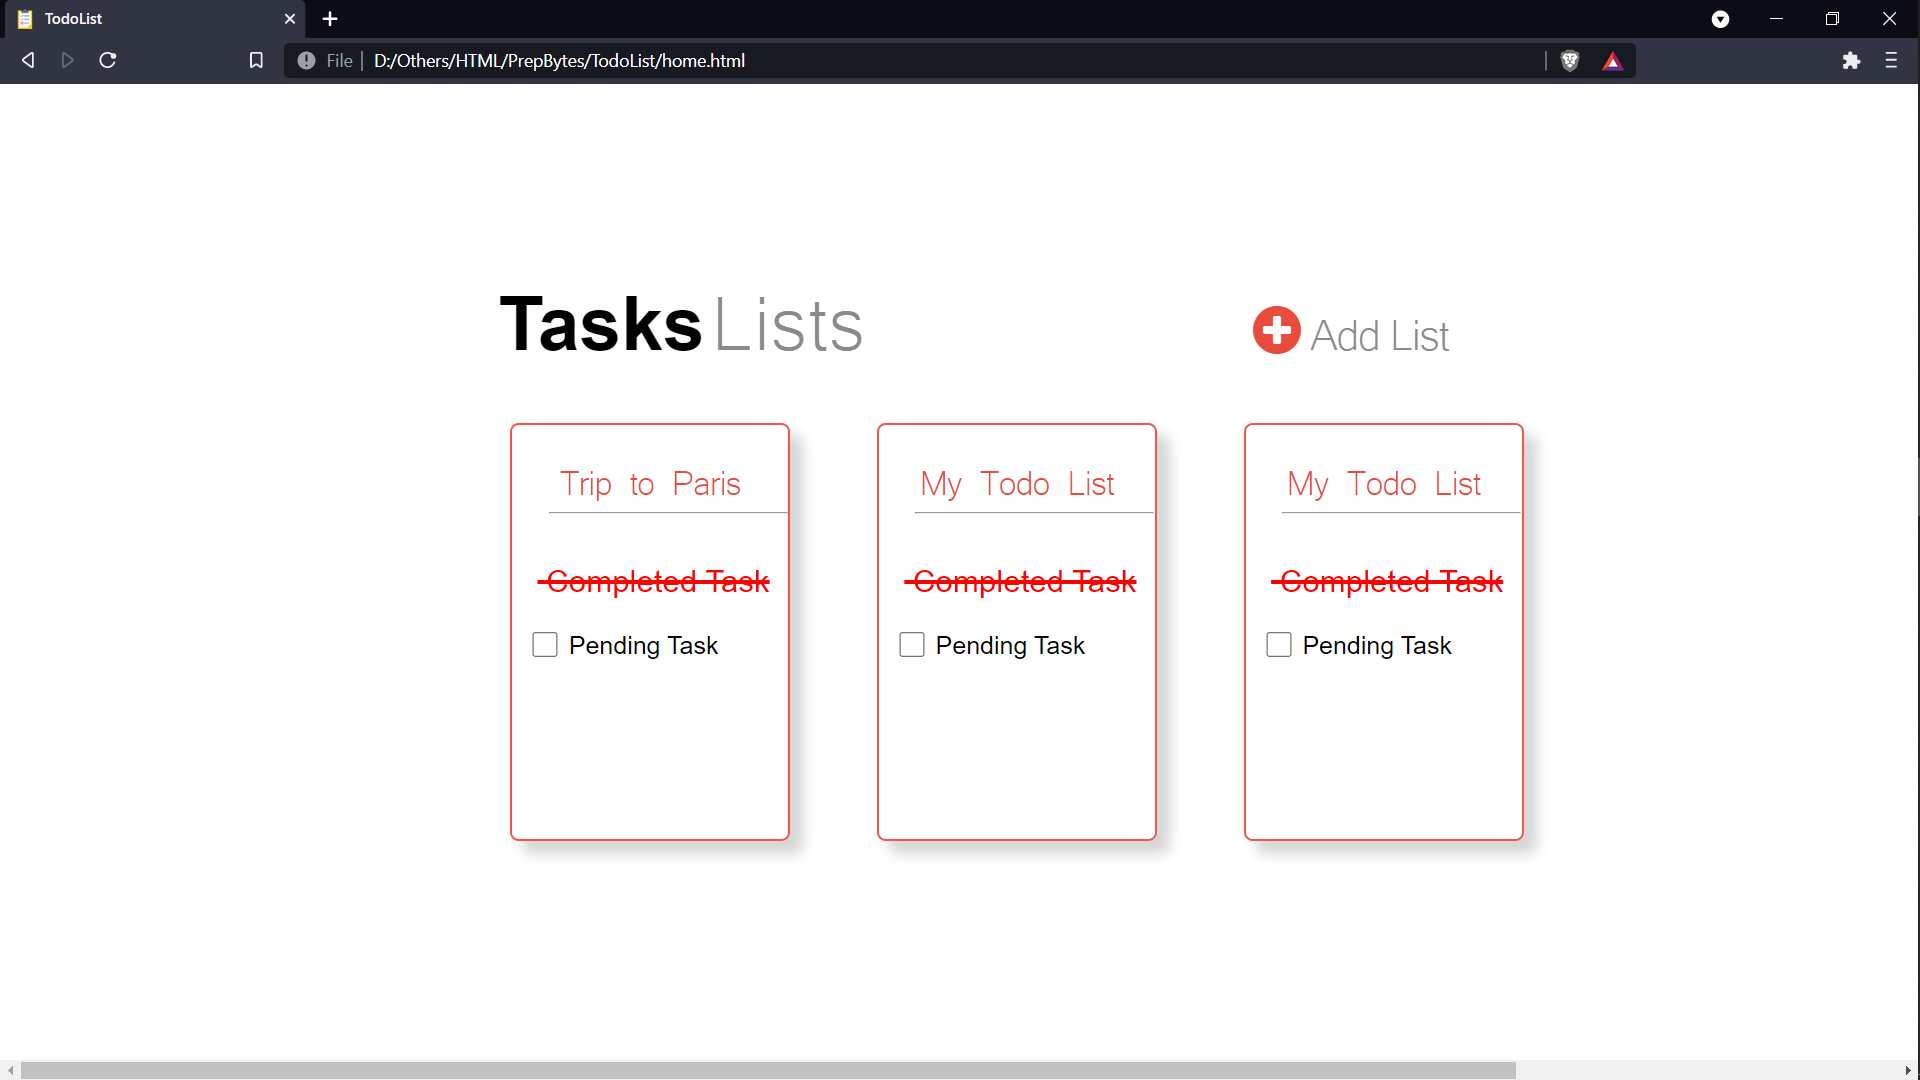 TodoList
File D:/Others/HTML/PrepBytes/TodoList/home.html
Tasks Lists
Add List
Trip to Paris
My Todo List
My Todo List
Completed Task
Completed Task
Completed Task
Pending Task
Pending Task
Pending Task